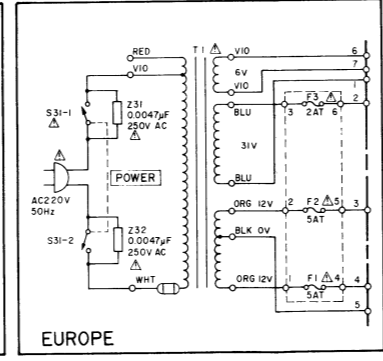 RED
T1
VIO
6
VIO
6V
7
VIO
1
S31-1
Z31
0.0047µF
250V AC
BLU
F3
2
3
2AT
6
31V
POWER
BLU
AC220V
50Hz
ORG 12V
2
F2
5
3
5AT
S31-2
Z32
0.0047µF
250V AC
BLK 0V
WHT
ORG 12V
1
F1
4
4
5AT
5
EUROPE